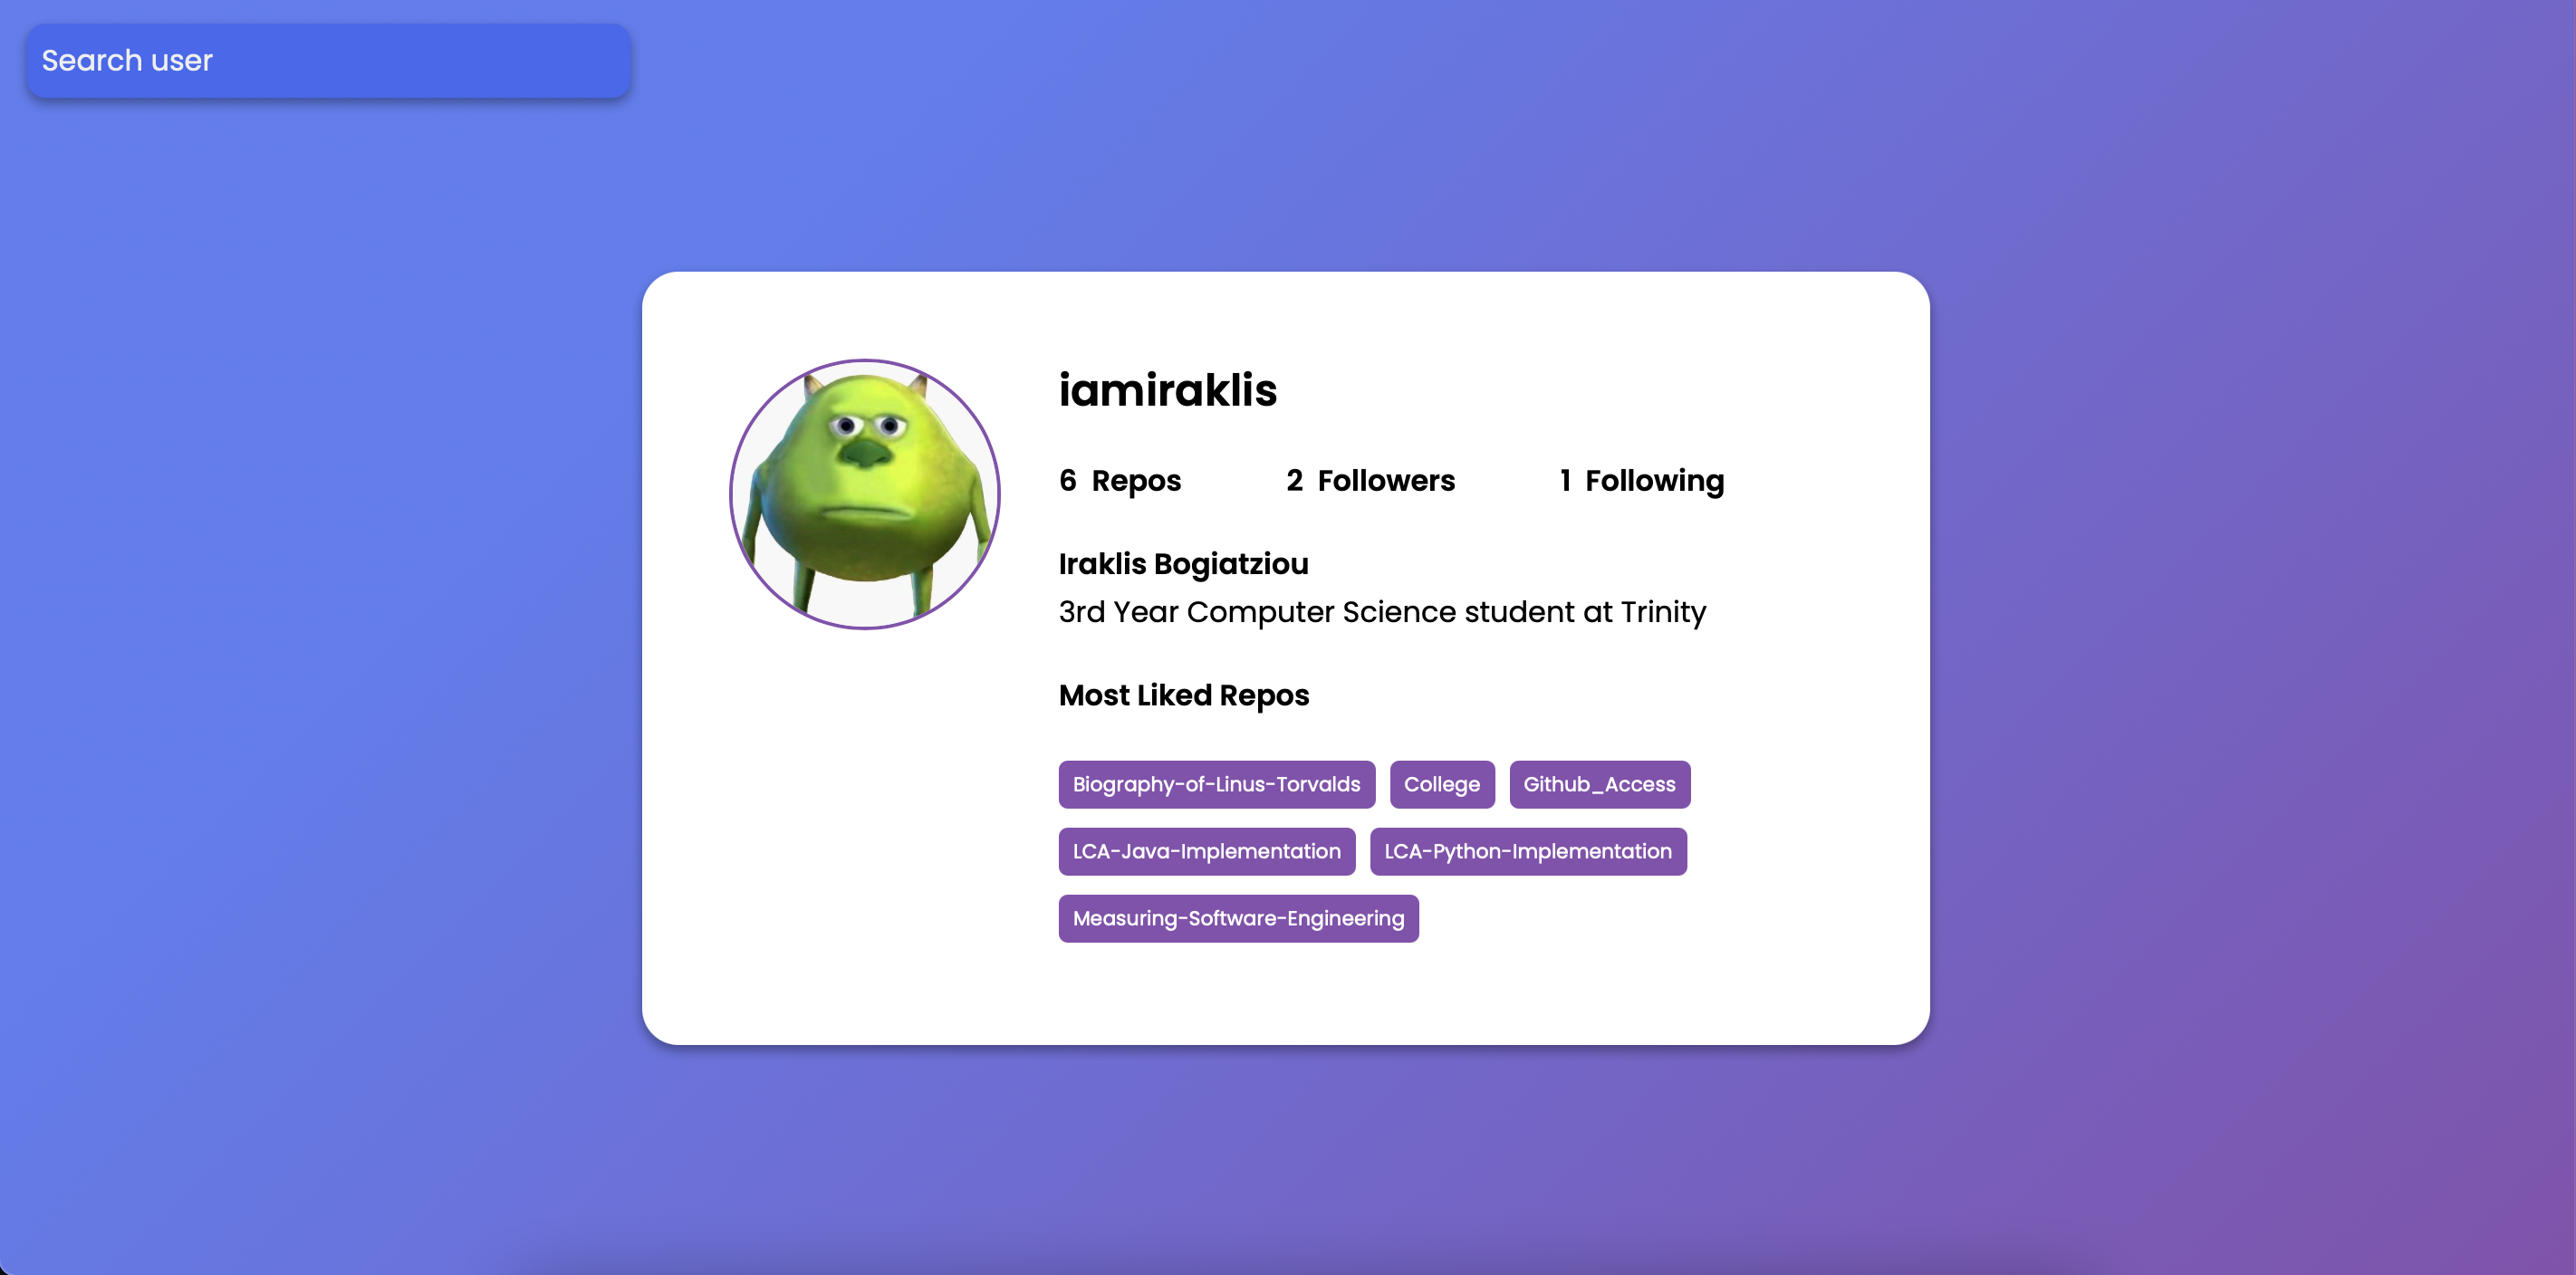 Search user
iamiraklis
6 Repos 2 Followers 1 Following
Iraklis Bogiatziou
3rd Year Computer Science student at Trinity
Most Liked Repos
Biography-of-Linus-Torvalds College Github_Access
LCA-Java-Implementation LCA-Python-Implementation
Measuring-Software-Engineering